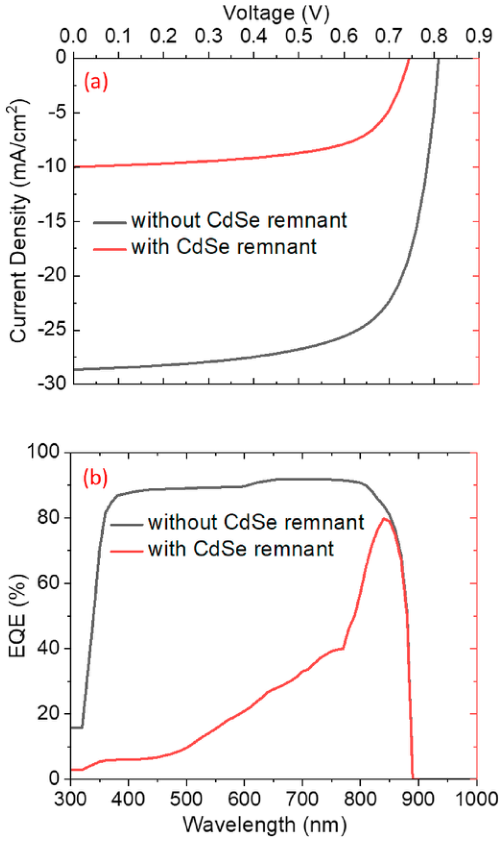 Voltage (V)
0.0 0.1 0.2 0.3 0.4 0.5 0.6 0.7 0.8 0.9
0
-5
-10
-15
-20
-25
-30
Current Density (mA/cm²)
(a)
without CdSe remnant
with CdSe remnant
100
80
60
40
20
0
EQE (%)
(b)
without CdSe remnant
with CdSe remnant
300 400 500 600 700 800 900 1000
Wavelength (nm)